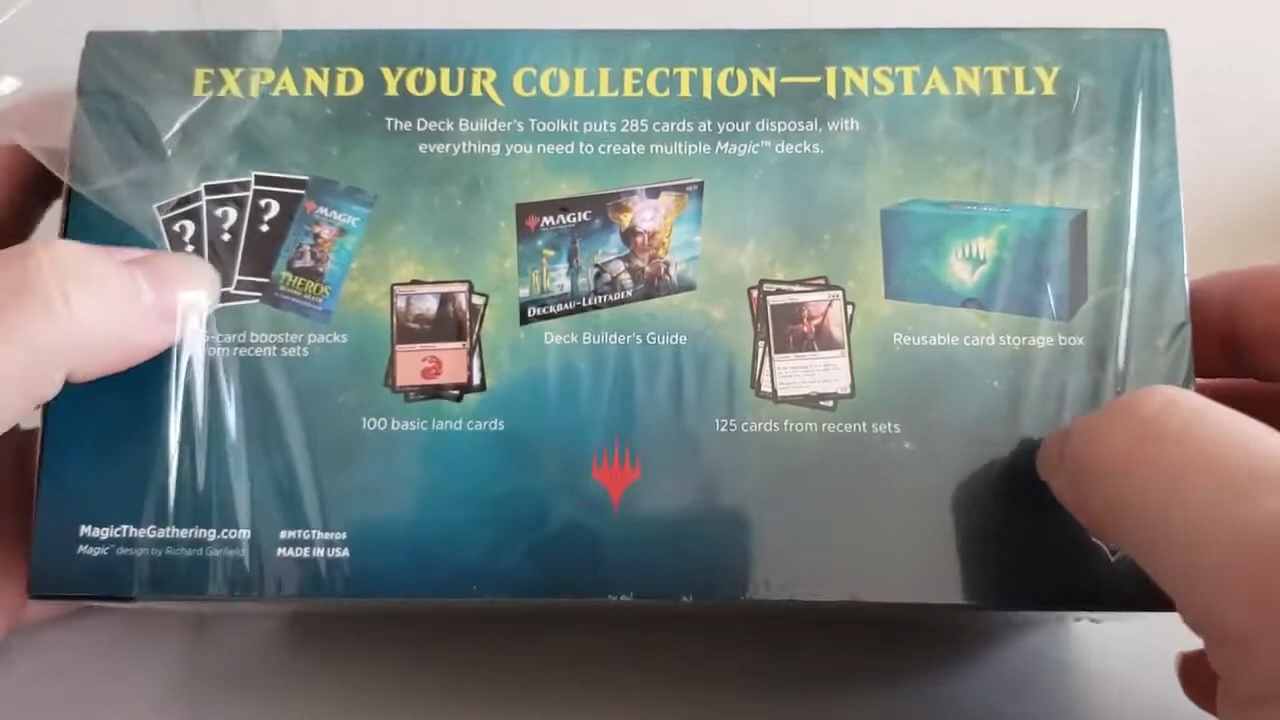 EXPAND YOUR COLLECTION—INSTANTLY
The Deck Builder's Toolkit puts 285 cards at your disposal, with
everything you need to create multiple Magic™ decks.
? ? ?
MAGIC
THEROS
MAGIC
DECKBAU-LEITFADEN
-card booster packs
om recent sets
Deck Builder's Guide
Reusable card storage box
100 basic land cards
125 cards from recent sets
MagicTheGathering.com
Magic™ design by Richard Garfield
#MTGTheros
MADE IN USA